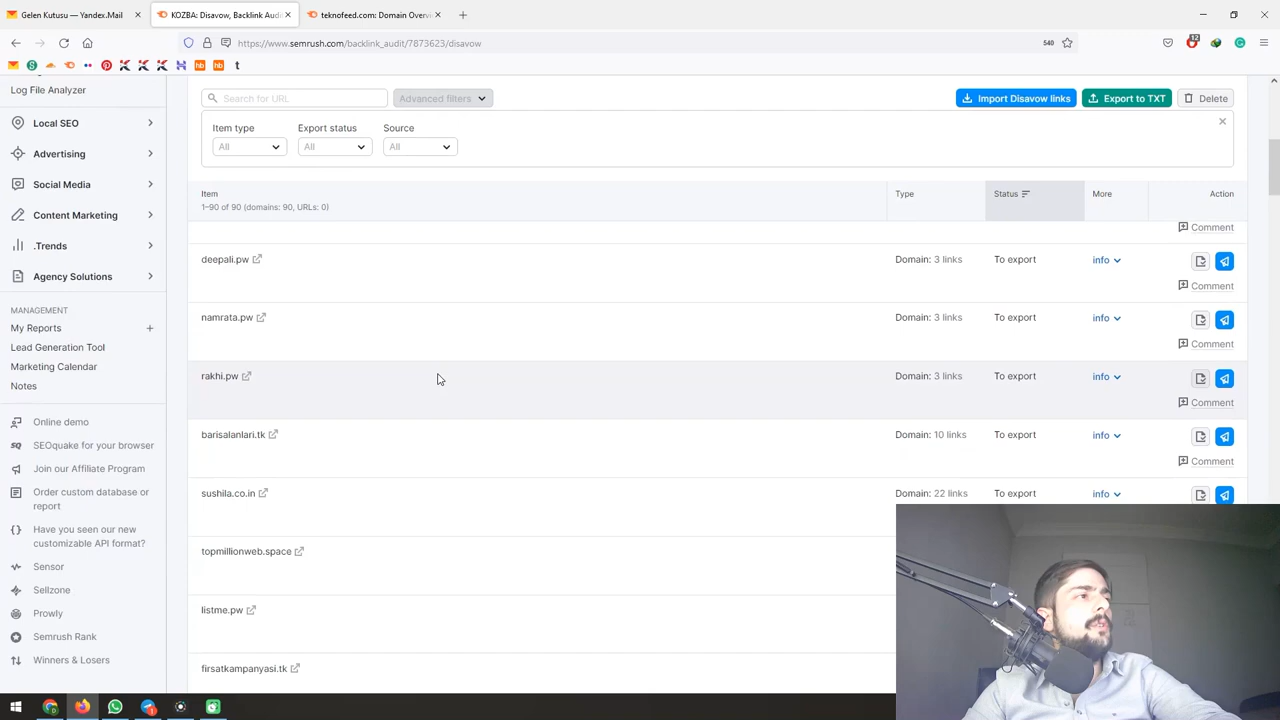 Gelen Kutusu — Yandex.Mail
KOZBA: Disavow, Backlink Audi
teknofeed.com: Domain Overvi
https://www.semrush.com/backlink_audit/7873623/disavow
540
12
hb
hb
t
Log File Analyzer
Local SEO
Advertising
Social Media
Content Marketing
.Trends
Agency Solutions
MANAGEMENT
My Reports
Lead Generation Tool
Marketing Calendar
Notes
Online demo
SEOquake for your browser
Join our Affiliate Program
Order custom database or
report
Have you seen our new
customizable API format?
Sensor
Sellzone
Prowly
Semrush Rank
Winners & Losers
Search for URL
Advanced filters
Import Disavow links
Export to TXT
Delete
Item type
Export status
Source
All
All
All
Item
1–90 of 90 (domains: 90, URLs: 0)
Type
Status
More
Action
Comment
deepali.pw
Domain: 3 links
To export
info
Comment
namrata.pw
Domain: 3 links
To export
info
Comment
rakhi.pw
Domain: 3 links
To export
info
Comment
barisalanlari.tk
Domain: 10 links
To export
info
Comment
sushila.co.in
Domain: 22 links
To export
info
topmillionweb.space
listme.pw
firsatkampanyasi.tk